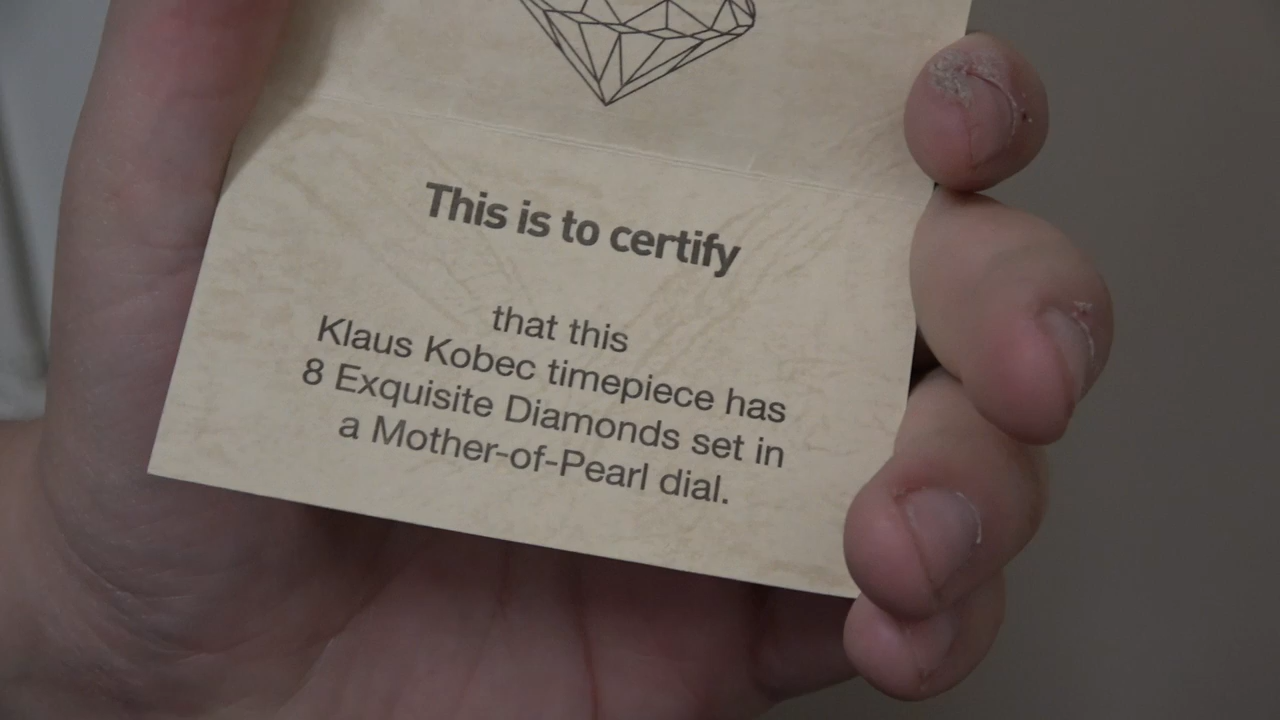 This is to certify
that this
Klaus Kobec timepiece has
8 Exquisite Diamonds set in
a Mother-of-Pearl dial.